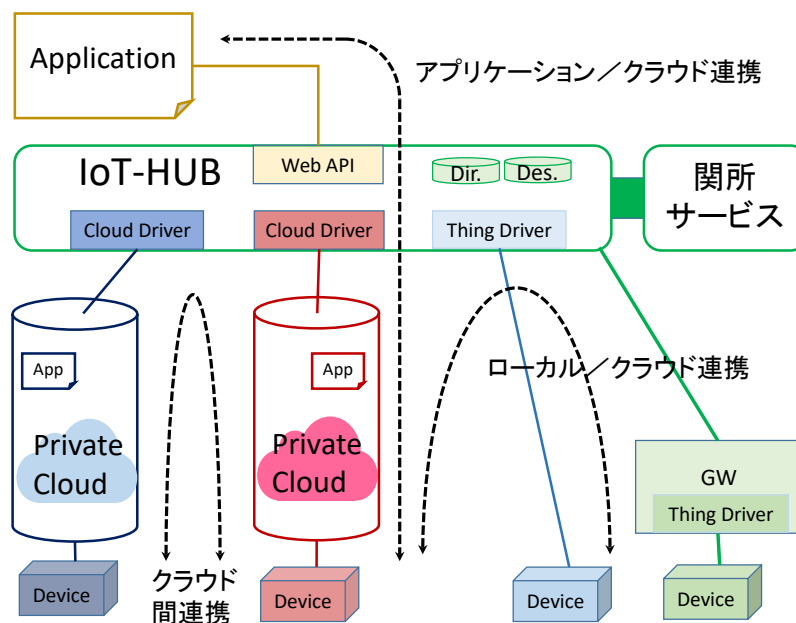 Application
アプリケーション／クラウド連携
IoT-HUB
Web API
Dir.
Des.
関所
サービス
Cloud Driver
Cloud Driver
Thing Driver
App
App
ローカル／クラウド連携
Private
Cloud
Private
Cloud
GW
Thing Driver
Device
クラウド
間連携
Device
Device
Device